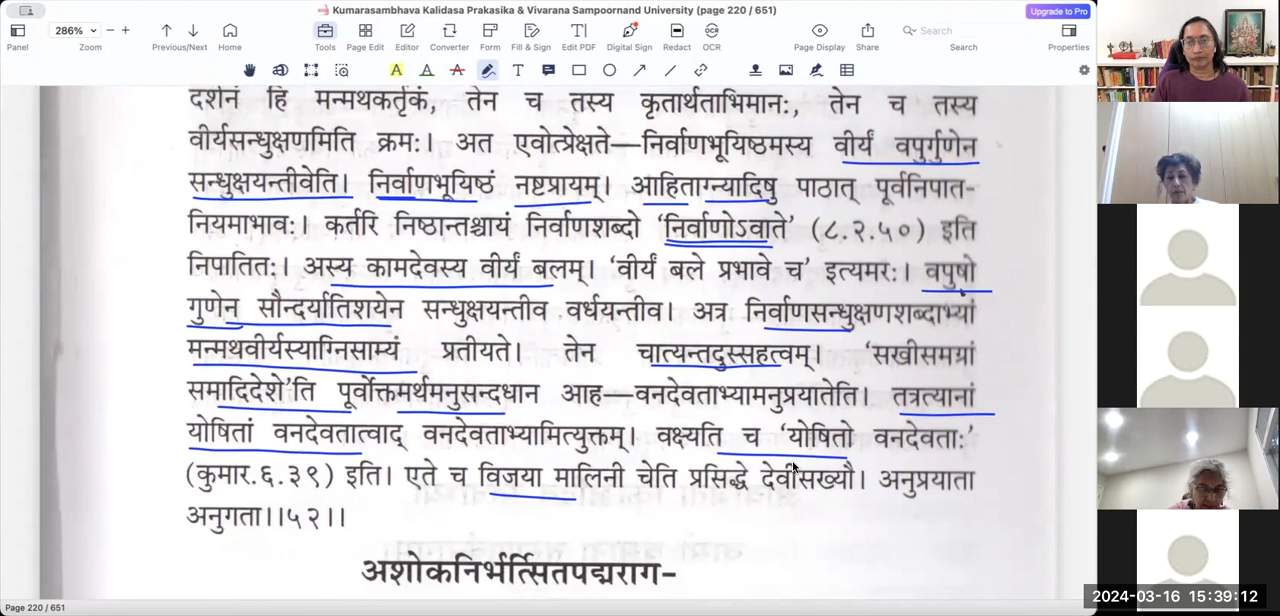 Kumarasambhava Kalidasa Prakasika & Vivarana Sampoornand University (page 220 / 651)
Upgrade to Pro
286%
Panel Zoom Previous/Next Home Tools Page Edit Editor Converter Form Fill & Sign Edit PDF Digital Sign Redact OCR Page Display Share Search Properties
Search
दर्शनं हि मन्मथकर्तृकं, तेन च तस्य कृतार्थताभिमानः, तेन च तस्य
वीर्यसन्धुक्षणमिति क्रमः। अत एवोत्प्रेक्षते—निर्वाणभूयिष्ठमस्य वीर्यं वपुर्गुणेन
सन्धुक्षयन्तीवेति। निर्वाणभूयिष्ठं नष्टप्रायम्। आहिताग्न्यादिषु पाठात् पूर्वनिपात-
नियमाभावः। कर्तरि निष्ठान्तश्चायं निर्वाणशब्दो ‘निर्वाणोऽवाते’ (८.२.५०) इति
निपातितः। अस्य कामदेवस्य वीर्यं बलम्। ‘वीर्यं बले प्रभावे च’ इत्यमरः। वपुषो
गुणेन सौन्दर्यातिशयेन सन्धुक्षयन्तीव वर्धयन्तीव। अत्र निर्वाणसन्धुक्षणशब्दाभ्यां
मन्मथवीर्यस्याग्निसाम्यं प्रतीयते। तेन चात्यन्तदुस्सहत्वम्। ‘सखीसमग्रां
समादिदेशे’ति पूर्वोक्तमर्थमनुसन्दधान आह—वनदेवताभ्यामनुप्रयातेति। तत्रत्यानां
योषितां वनदेवतात्वाद् वनदेवताभ्यामित्युक्तम्। वक्ष्यति च ‘योषितो वनदेवताः’
(कुमार.६.३९) इति। एते च विजया मालिनी चेति प्रसिद्धे देवीसख्यौ। अनुप्रयाता
अनुगता।।५२।।
अशोकनिर्भर्त्सितपद्मराग-
Page 220 / 651
2024-03-16 15:39:12